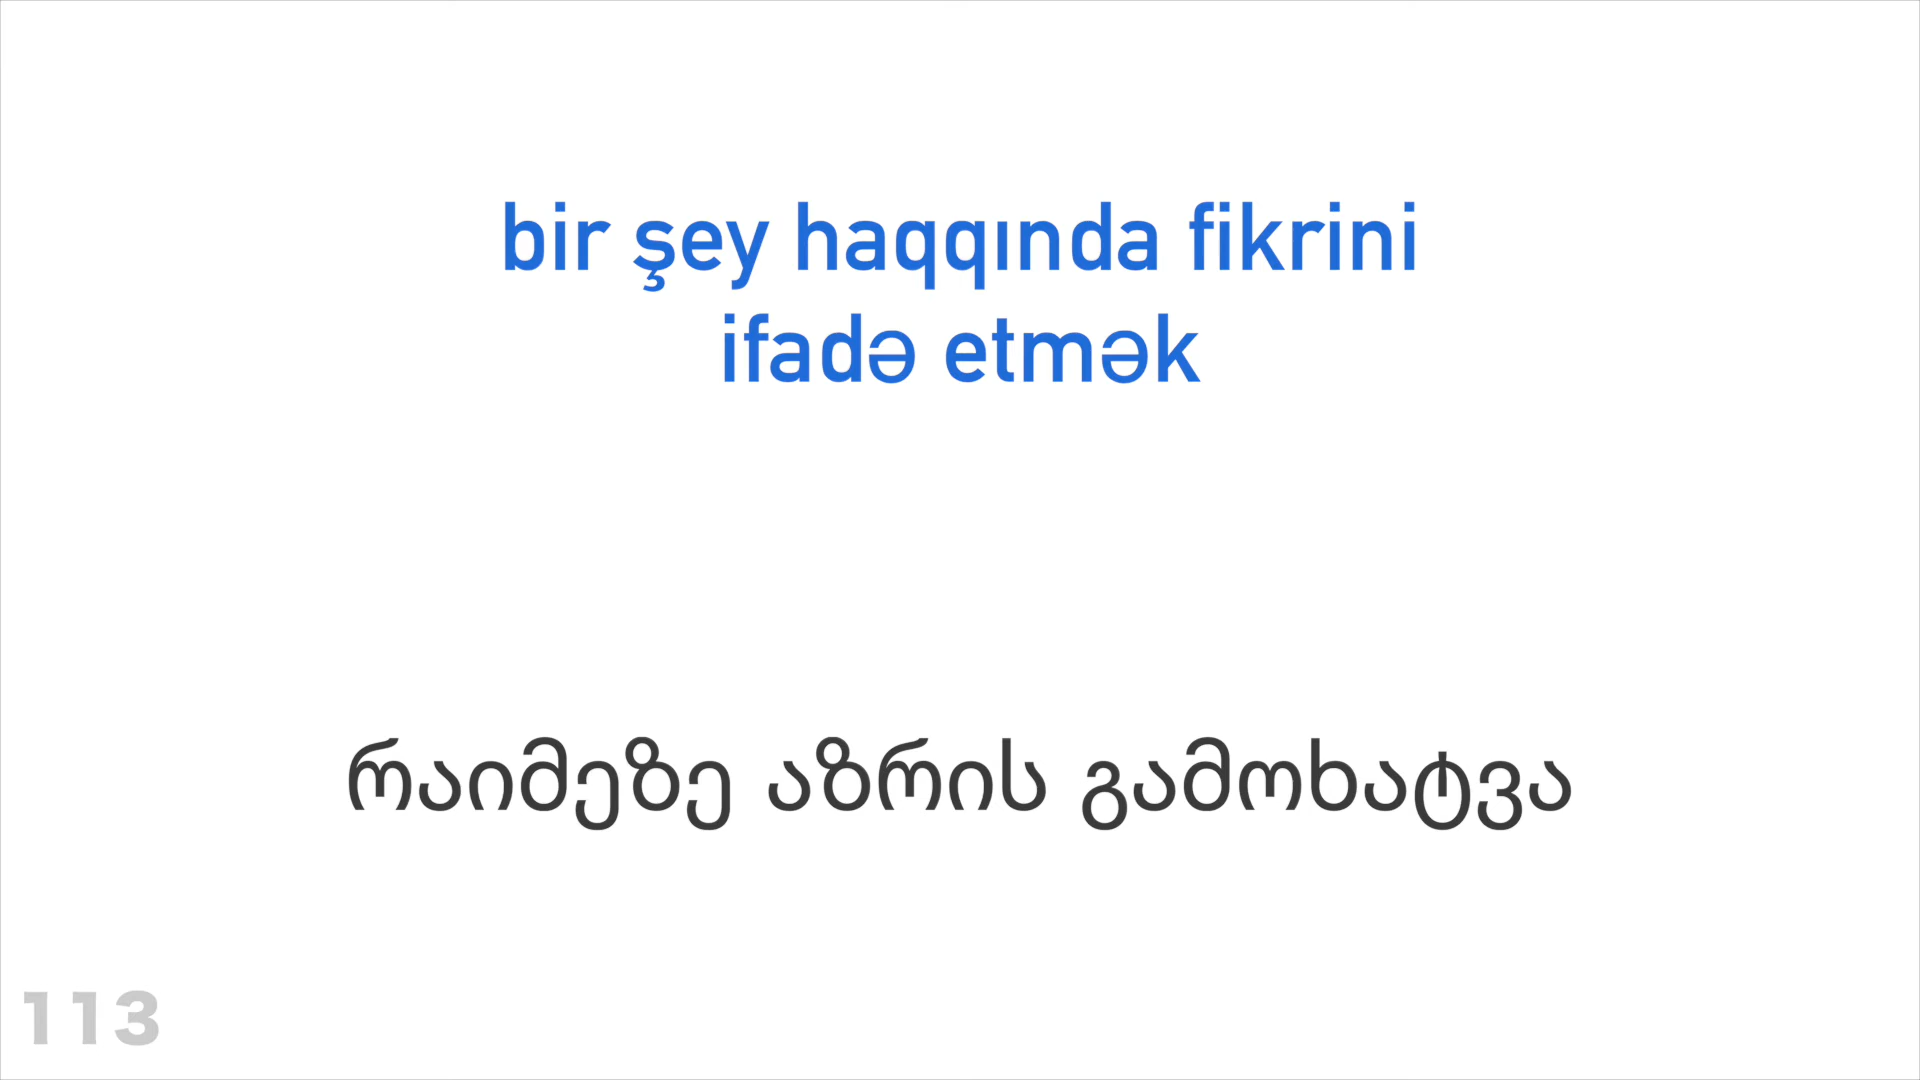 bir şey haqqında fikrini
ifadə etmək
რაიმეზე აზრის გამოხატვა
113